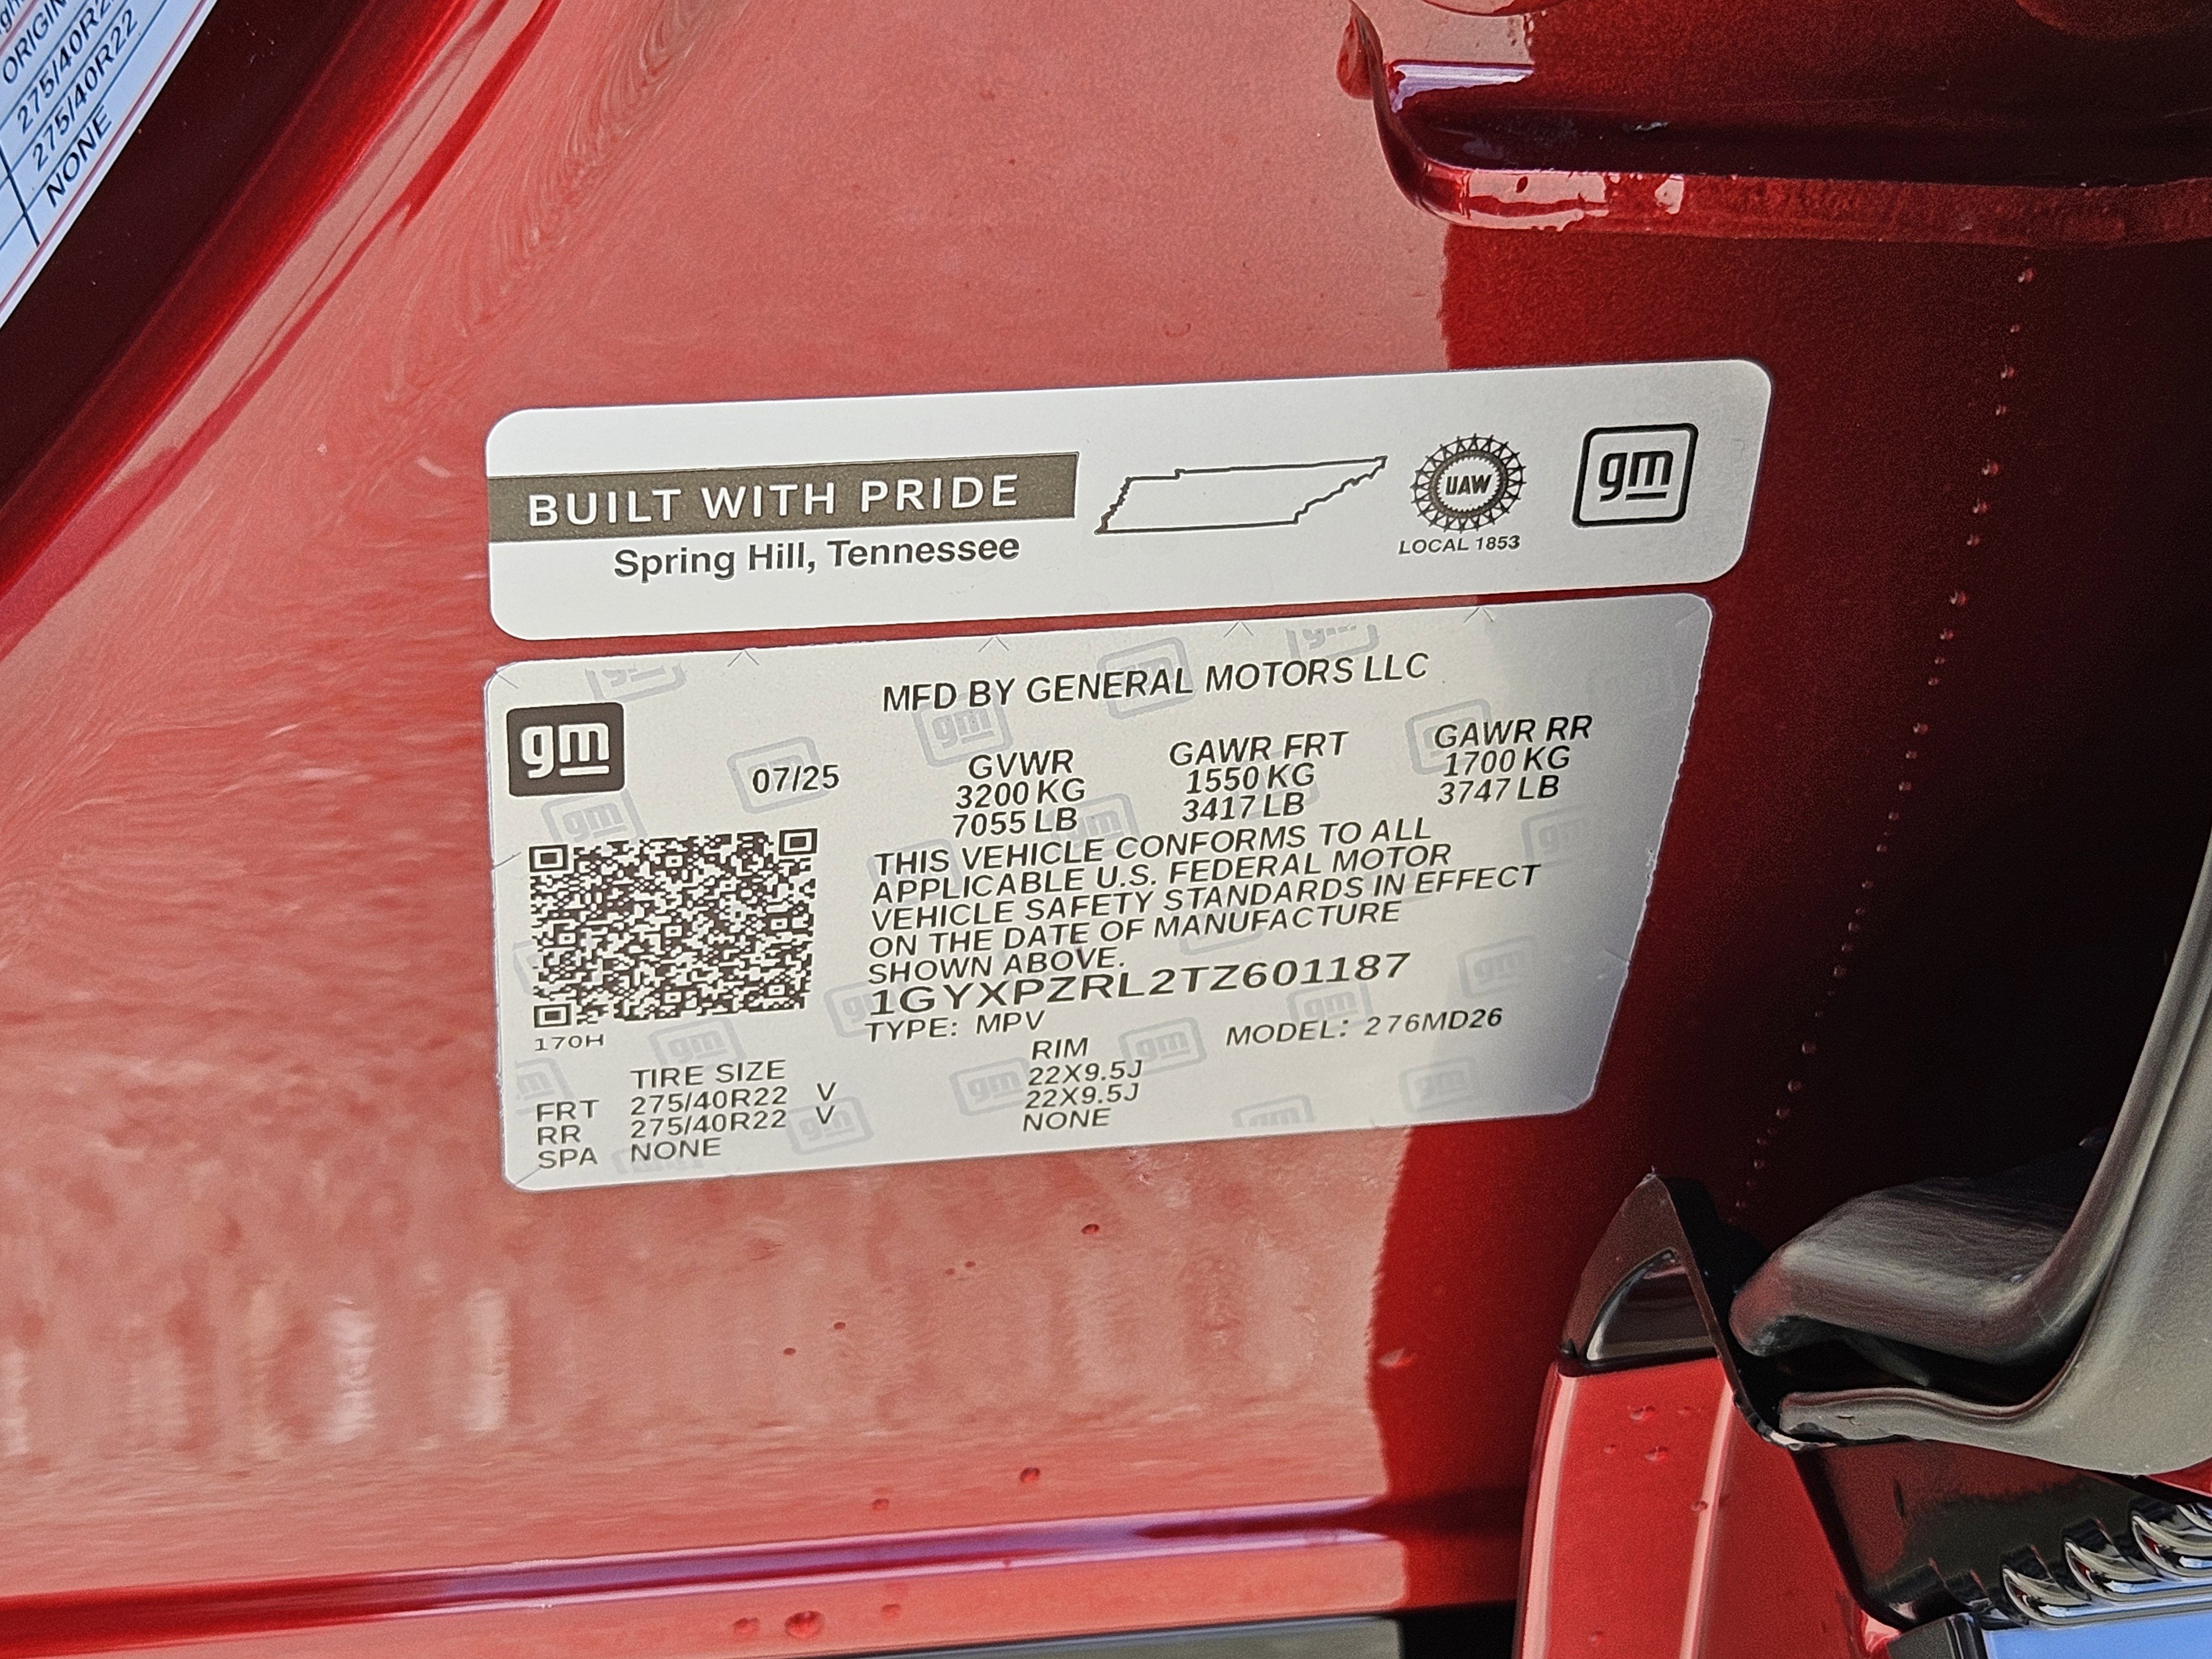 275/40R22
NONE
BUILT WITH PRIDE
Spring Hill, Tennessee
UAW
LOCAL 1853
gm
MFD BY GENERAL MOTORS LLC
gm
07/25
GVWR GAWR FRT GAWR RR
3200 KG 1550 KG 1700 KG
7055 LB 3417 LB 3747 LB
THIS VEHICLE CONFORMS TO ALL
APPLICABLE U.S. FEDERAL MOTOR
VEHICLE SAFETY STANDARDS IN EFFECT
ON THE DATE OF MANUFACTURE
SHOWN ABOVE.
1GYXPZRL2TZ601187
TYPE: MPV MODEL: 276MD26
170H
TIRE SIZE RIM
FRT 275/40R22 V 22X9.5J
RR 275/40R22 V 22X9.5J
SPA NONE NONE